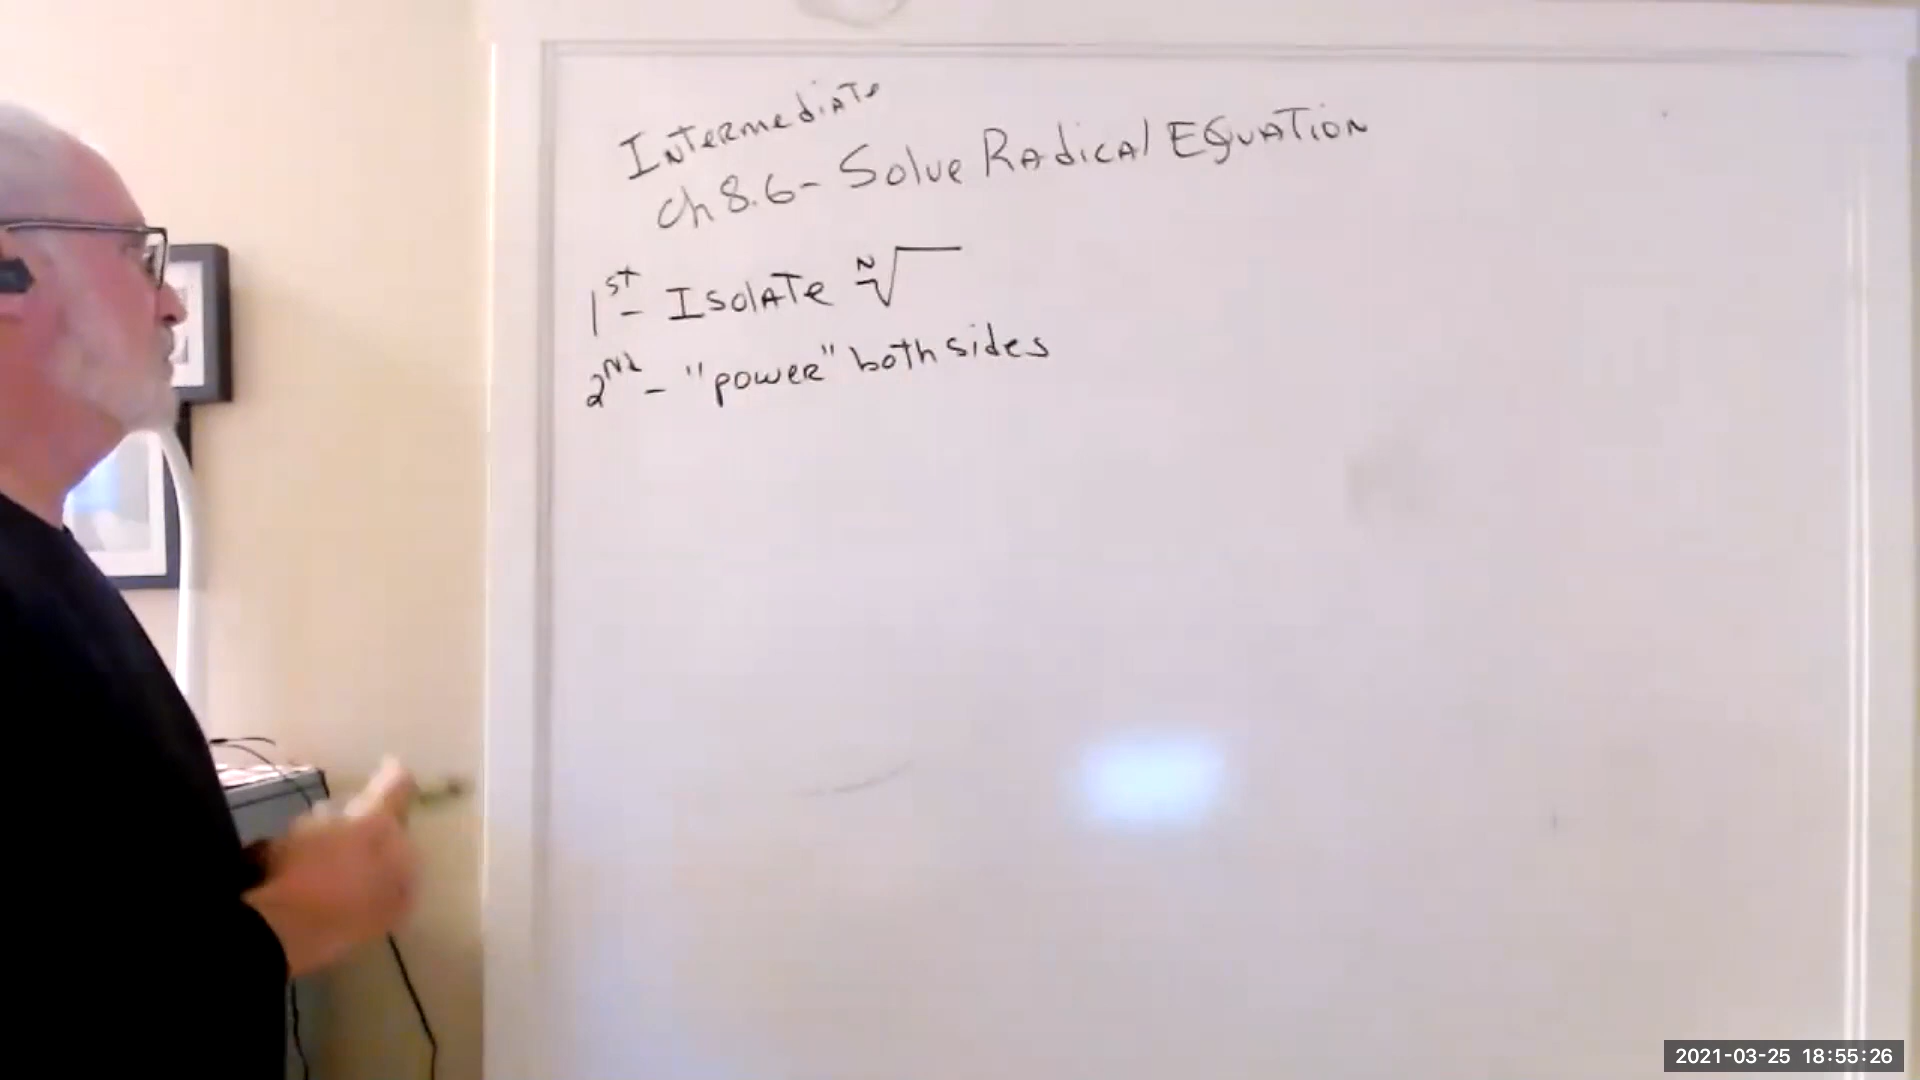 Intermediate
Ch 8.6 - Solve Radical Equation
1st - Isolate ᴺ√
2nd - "power" both sides
2021-03-25 18:55:26